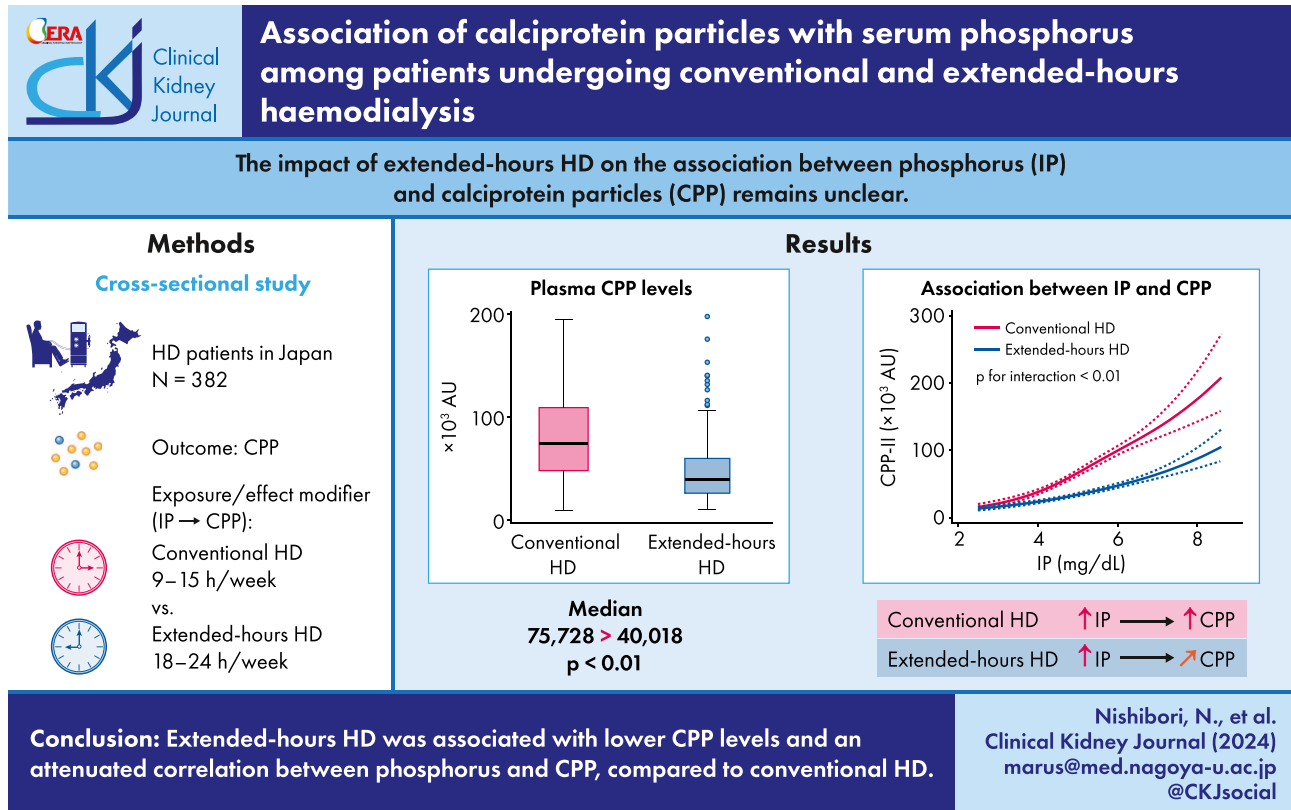 ERA
CKJ
Clinical
Kidney
Journal
Association of calciprotein particles with serum phosphorus
among patients undergoing conventional and extended-hours
haemodialysis
The impact of extended-hours HD on the association between phosphorus (IP)
and calciprotein particles (CPP) remains unclear.
Methods
Cross-sectional study
HD patients in Japan
N = 382
Outcome: CPP
Exposure/effect modifier
(IP → CPP):
Conventional HD
9–15 h/week
vs.
Extended-hours HD
18–24 h/week
Results
Plasma CPP levels
200
100
0
×10³ AU
Conventional
HD
Extended-hours
HD
Median
75,728 > 40,018
p < 0.01
Association between IP and CPP
300
200
100
0
CPP-II (×10³ AU)
Conventional HD
Extended-hours HD
p for interaction < 0.01
2 4 6 8
IP (mg/dL)
Conventional HD ↑IP → ↑CPP
Extended-hours HD ↑IP → ↗CPP
Conclusion: Extended-hours HD was associated with lower CPP levels and an
attenuated correlation between phosphorus and CPP, compared to conventional HD.
Nishibori, N., et al.
Clinical Kidney Journal (2024)
marus@med.nagoya-u.ac.jp
@CKJsocial